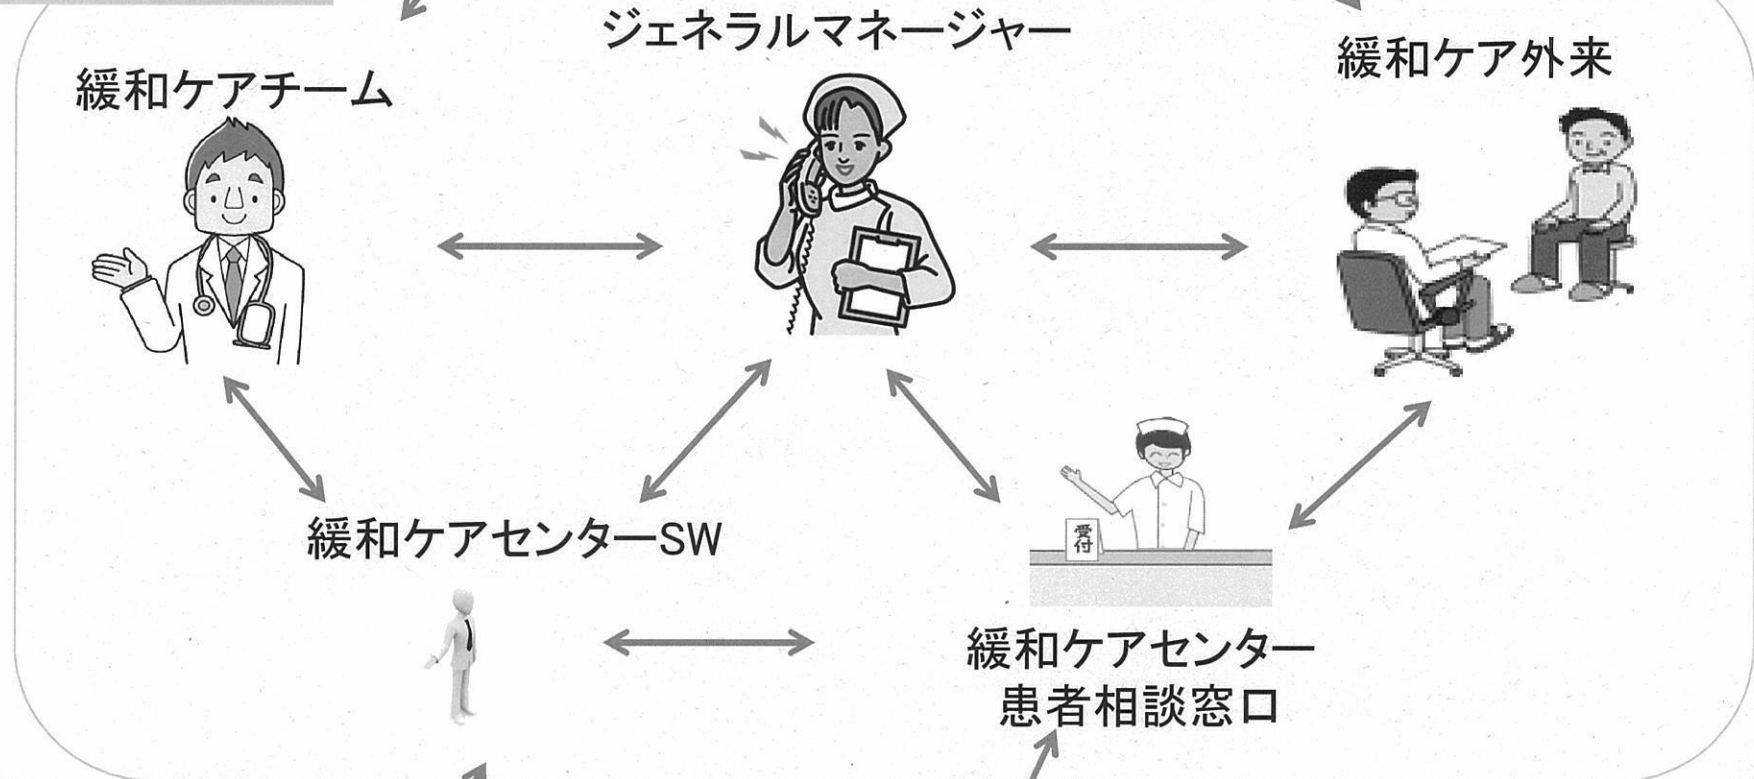 ジェネラルマネージャー
緩和ケアチーム
緩和ケア外来
緩和ケアセンターSW
受付
緩和ケアセンター
患者相談窓口